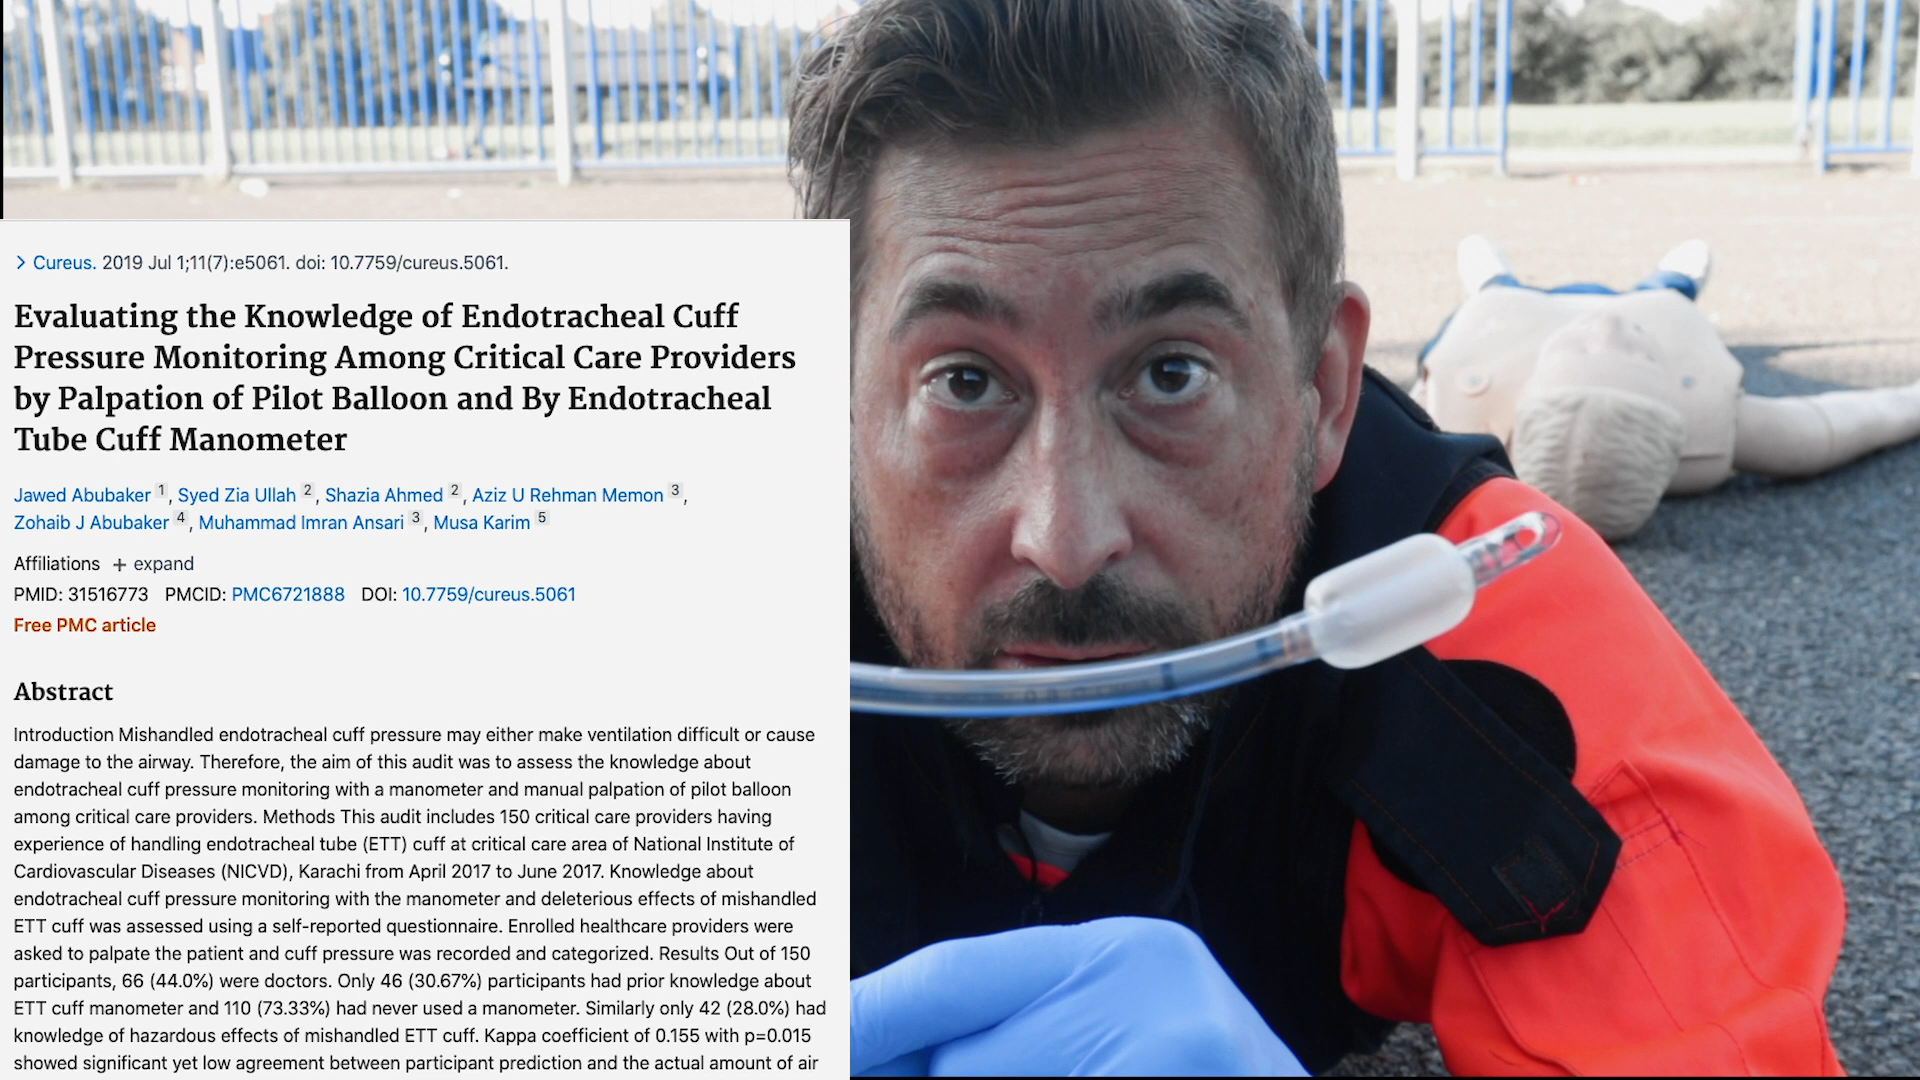 > Cureus. 2019 Jul 1;11(7):e5061. doi: 10.7759/cureus.5061.
Evaluating the Knowledge of Endotracheal Cuff
Pressure Monitoring Among Critical Care Providers
by Palpation of Pilot Balloon and By Endotracheal
Tube Cuff Manometer
Jawed Abubaker 1, Syed Zia Ullah 2, Shazia Ahmed 2, Aziz U Rehman Memon 3,
Zohaib J Abubaker 4, Muhammad Imran Ansari 3, Musa Karim 5
Affiliations + expand
PMID: 31516773 PMCID: PMC6721888 DOI: 10.7759/cureus.5061
Free PMC article
Abstract
Introduction Mishandled endotracheal cuff pressure may either make ventilation difficult or cause
damage to the airway. Therefore, the aim of this audit was to assess the knowledge about
endotracheal cuff pressure monitoring with a manometer and manual palpation of pilot balloon
among critical care providers. Methods This audit includes 150 critical care providers having
experience of handling endotracheal tube (ETT) cuff at critical care area of National Institute of
Cardiovascular Diseases (NICVD), Karachi from April 2017 to June 2017. Knowledge about
endotracheal cuff pressure monitoring with the manometer and deleterious effects of mishandled
ETT cuff was assessed using a self-reported questionnaire. Enrolled healthcare providers were
asked to palpate the patient and cuff pressure was recorded and categorized. Results Out of 150
participants, 66 (44.0%) were doctors. Only 46 (30.67%) participants had prior knowledge about
ETT cuff manometer and 110 (73.33%) had never used a manometer. Similarly only 42 (28.0%) had
knowledge of hazardous effects of mishandled ETT cuff. Kappa coefficient of 0.155 with p=0.015
showed significant yet low agreement between participant prediction and the actual amount of air